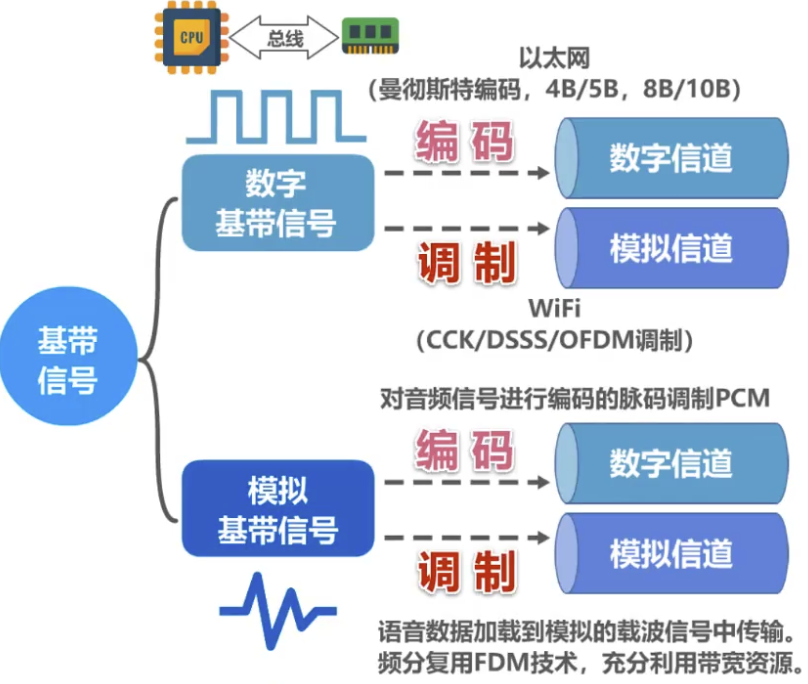 CPU
总线
以太网
（曼彻斯特编码，4B/5B，8B/10B）
编码
数字信道
数字
基带信号
调制
模拟信道
WiFi
（CCK/DSSS/OFDM调制）
基带
信号
对音频信号进行编码的脉码调制PCM
编码
数字信道
模拟
基带信号
调制
模拟信道
语音数据加载到模拟的载波信号中传输。
频分复用FDM技术，充分利用带宽资源。